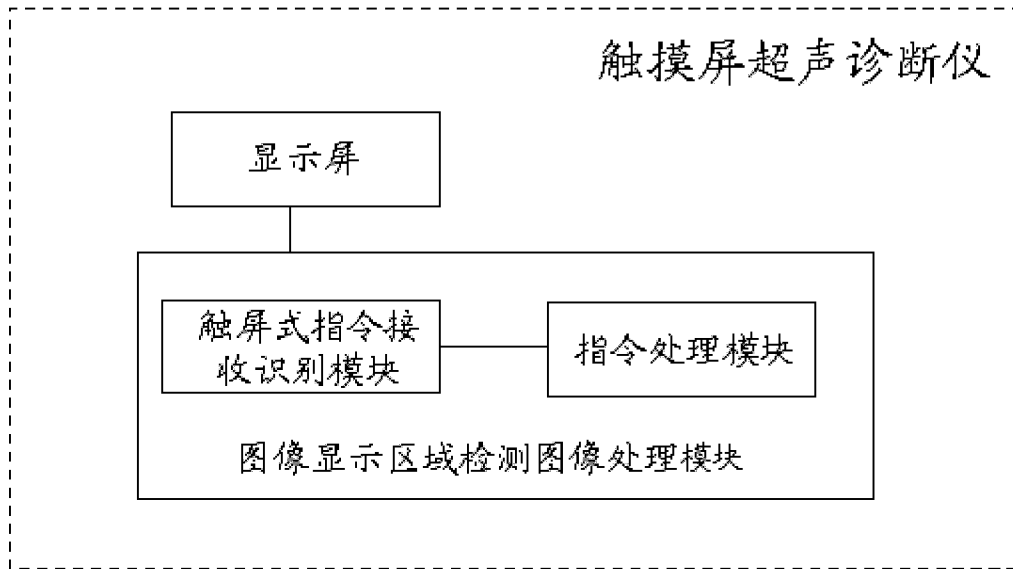 触摸屏超声诊断仪
显示屏
触屏式指令接
收识别模块
指令处理模块
图像显示区域检测图像处理模块